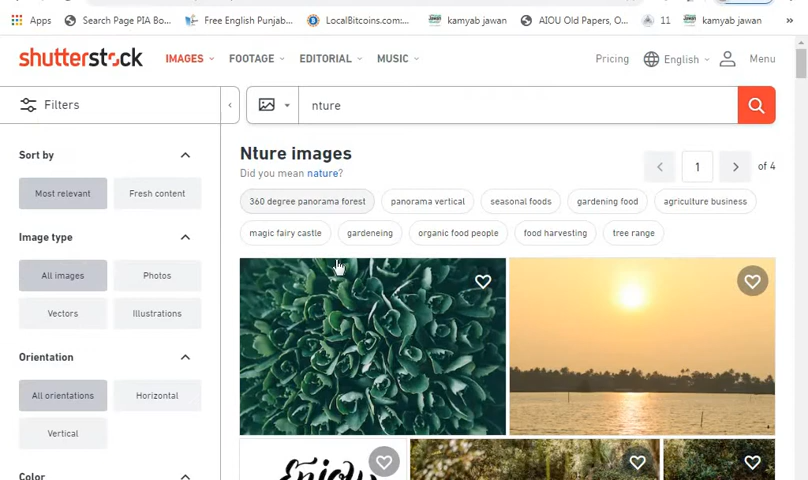 Apps Search Page PIA Bo... Free English Punjab... LocalBitcoins.com:... kamyab jawan AIOU Old Papers, O... 11 kamyab jawan »
shutterstock IMAGES FOOTAGE EDITORIAL MUSIC Pricing English Menu
Filters nture
Sort by
Most relevant Fresh content
Image type
All images Photos
Vectors Illustrations
Orientation
All orientations Horizontal
Vertical
Color
Nture images
Did you mean nature?
1 of 4
360 degree panorama forest panorama vertical seasonal foods gardening food agriculture business
magic fairy castle gardeneing organic food people food harvesting tree range
Enjoy